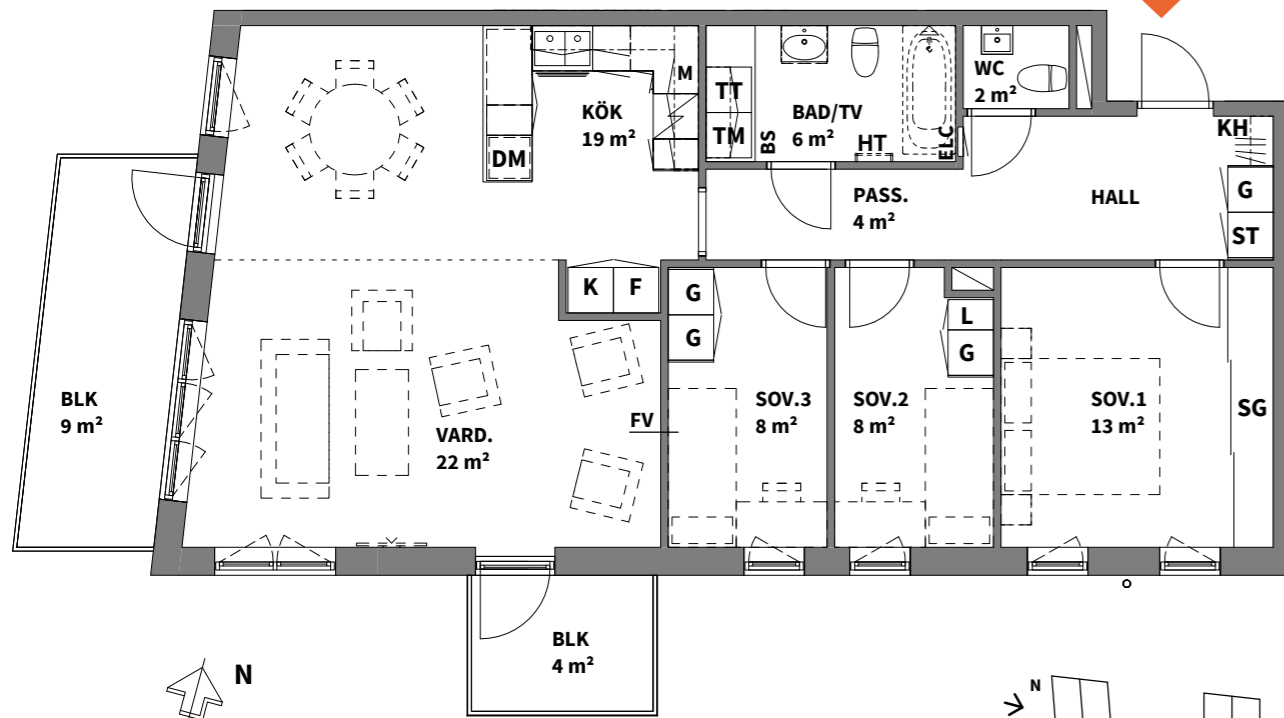 M
KÖK
19 m²
DM
TT
TM
BS
BAD/TV
6 m²
HT
ELC
WC
2 m²
KH
G
ST
PASS.
4 m²
HALL
K
F
G
G
L
G
BLK
9 m²
VARD.
22 m²
FV
SOV.3
8 m²
SOV.2
8 m²
SOV.1
13 m²
SG
BLK
4 m²
N
N